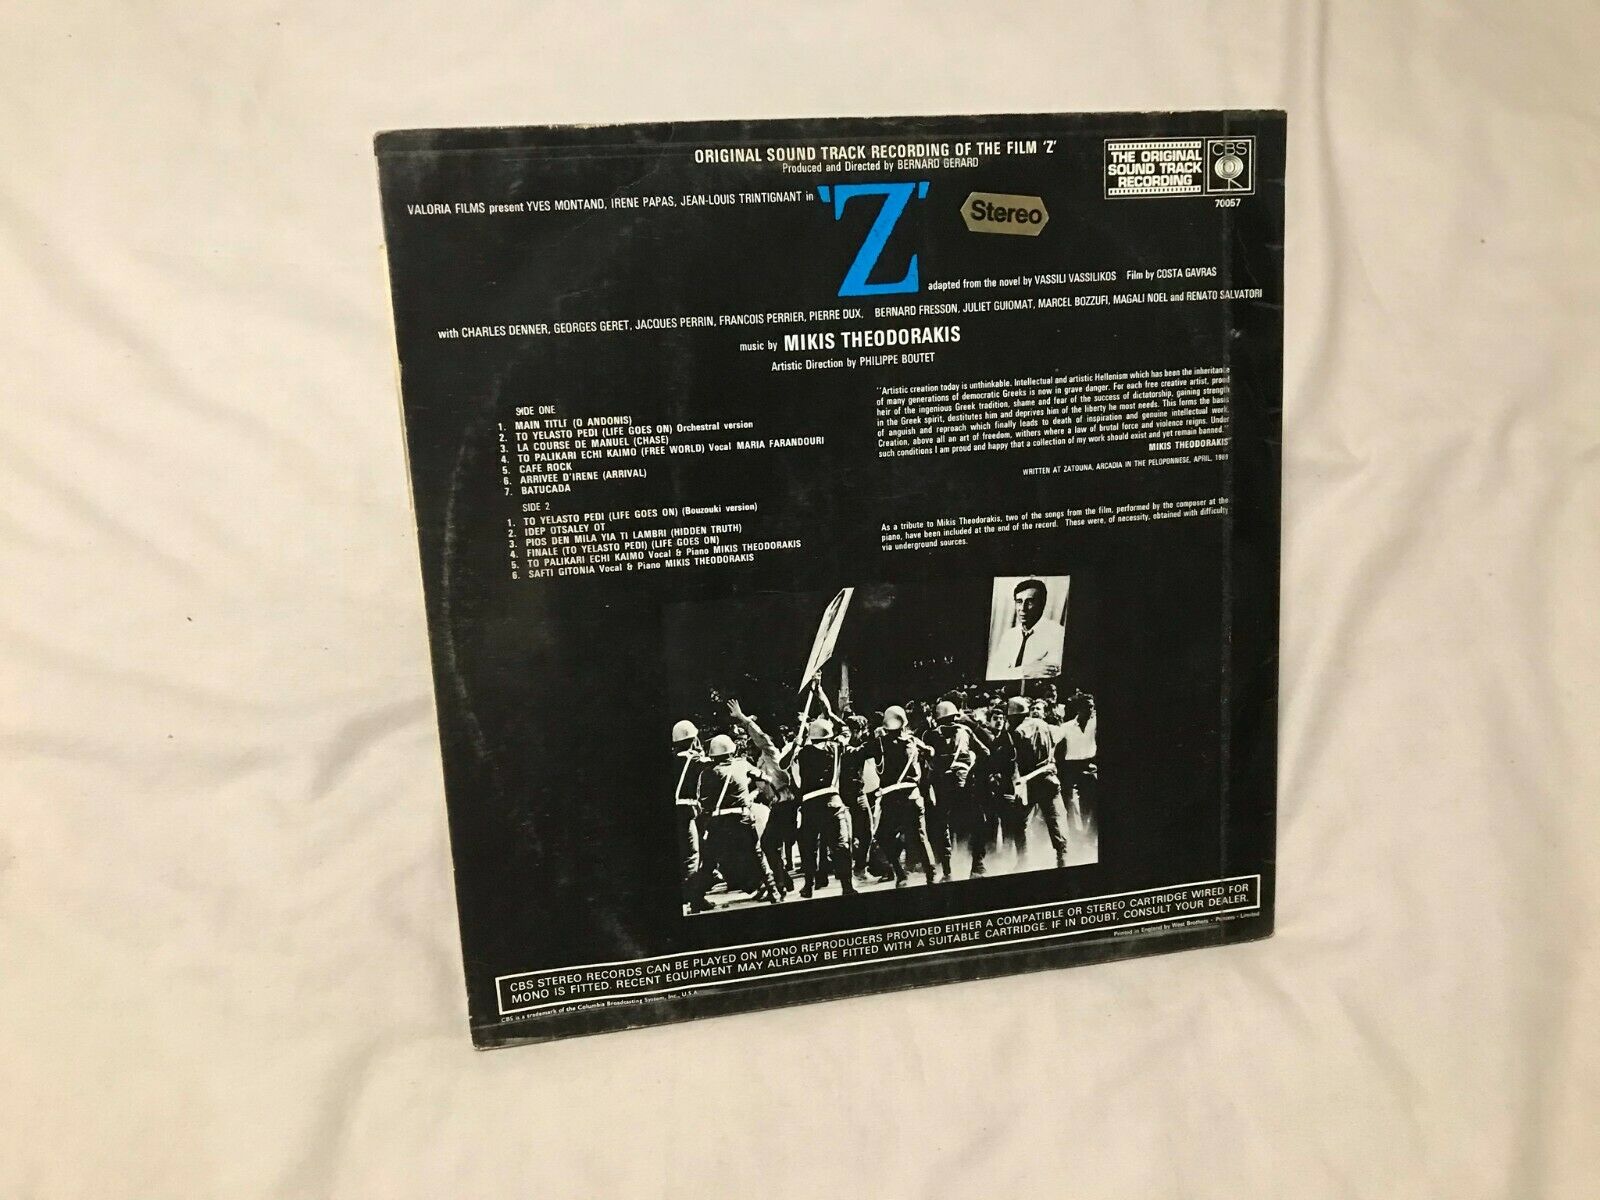 ORIGINAL SOUND TRACK RECORDING OF THE FILM 'Z'
Produced and Directed by BERNARD GERARD
THE ORIGINAL
SOUND TRACK
RECORDING
CBS
70057
VALORIA FILMS present YVES MONTAND, IRENE PAPAS, JEAN-LOUIS TRINTIGNANT in 'Z'
Stereo
adapted from the novel by VASSILI VASSILIKOS Film by COSTA GAVRAS
with CHARLES DENNER, GEORGES GERET, JACQUES PERRIN, FRANCOIS PERRIER, PIERRE DUX, BERNARD FRESSON, JULIET GUIOMAT, MARCEL BOZZUFI, MAGALI NOEL and RENATO SALVATORI
music by MIKIS THEODORAKIS
Artistic Direction by PHILIPPE BOUTET
SIDE ONE
1. MAIN TITLE (O ANDONIS)
2. TO YELASTO PEDI (LIFE GOES ON) Orchestral version
3. LA COURSE DE MANUEL (CHASE)
4. TO PALIKARI ECHI KAIMO (FREE WORLD) Vocal MARIA FARANDOURI
5. CAFE ROCK
6. ARRIVEE D'IRENE (ARRIVAL)
7. BATUCADA
SIDE 2
1. TO YELASTO PEDI (LIFE GOES ON) (Bouzouki version)
2. IDEP OTSALEY OT
3. PIOS DEN MILA YIA TI LAMBRI (HIDDEN TRUTH)
4. FINALE (TO YELASTO PEDI) (LIFE GOES ON)
5. TO PALIKARI ECHI KAIMO Vocal & Piano MIKIS THEODORAKIS
6. SAFTI GITONIA Vocal & Piano MIKIS THEODORAKIS
"Artistic creation today is unthinkable. Intellectual and artistic Hellenism which has been the inheritance
of many generations of democratic Greeks is now in grave danger. For each free creative artist, proud
heir of the ingenious Greek tradition, shame and fear of the success of dictatorship, gaining strength
in the Greek spirit, destitutes him and deprives him of the liberty he most needs. This forms the basis
of anguish and reproach which finally leads to death of inspiration and genuine intellectual work.
Creation, above all an art of freedom, withers where a law of brutal force and violence reigns. Under
such conditions I am proud and happy that a collection of my work should exist and yet remain banned."
MIKIS THEODORAKIS
WRITTEN AT ZATOUNA, ARCADIA IN THE PELOPONNESE, APRIL, 1969
As a tribute to Mikis Theodorakis, two of the songs from the film, performed by the composer at the
piano, have been included at the end of the record. These were, of necessity, obtained with difficulty
via underground sources.
CBS STEREO RECORDS CAN BE PLAYED ON MONO REPRODUCERS PROVIDED EITHER A COMPATIBLE OR STEREO CARTRIDGE WIRED FOR
MONO IS FITTED. RECENT EQUIPMENT MAY ALREADY BE FITTED WITH A SUITABLE CARTRIDGE. IF IN DOUBT, CONSULT YOUR DEALER.
CBS is a trademark of the Columbia Broadcasting System, Inc., U.S.A.
Printed in England by West Brothers - Printers - Limited